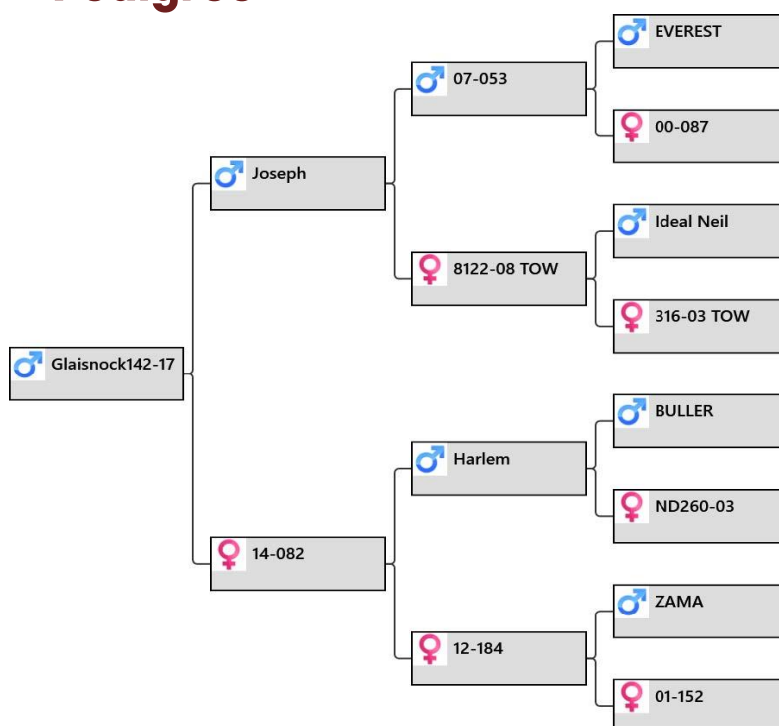 Pedigree
EVEREST
07-053
00-087
Joseph
Ideal Neil
8122-08 TOW
316-03 TOW
Glaisnock142-17
BULLER
Harlem
ND260-03
14-082
ZAMA
12-184
01-152